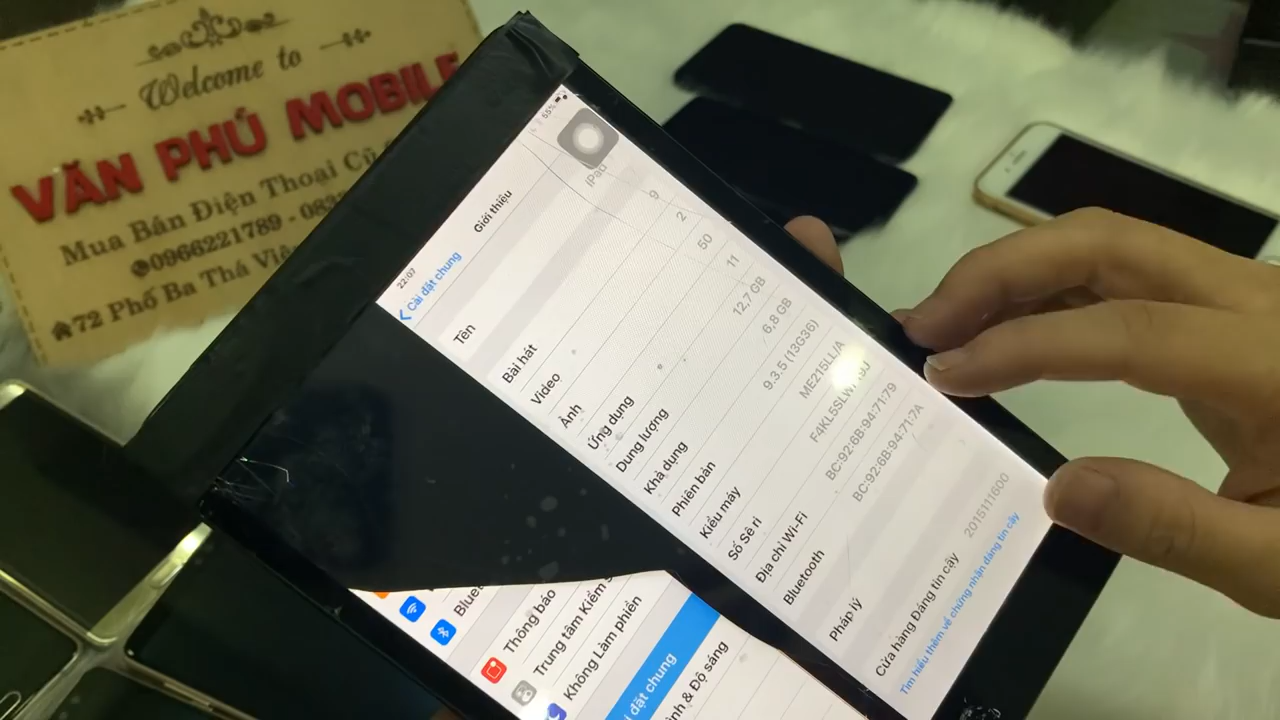 Welcome to
VĂN PHÚ MOBILE
Mua Bán Điện Thoại Cũ
0966221789 - 083
72 Phố Ba Thá Việ
22:07
55%
Cài đặt chung
Giới thiệu
Tên iPad
Bài hát 9
Video 2
Ảnh 50
Ứng dụng 11
Dung lượng 12,7 GB
Khả dụng 6,8 GB
Phiên bản 9.3.5 (13G36)
Kiểu máy ME215LL/A
Số Sê ri
Địa chỉ Wi-Fi BC:92:6B:94:71:79
Bluetooth BC:92:6B:94:71:7A
Pháp lý
Cửa hàng Đáng tin cậy 2015111600
Tìm hiểu thêm về chứng nhận đáng tin cậy
Thông báo
Trung tâm Kiểm
Không Làm phiền
đặt chung
& Độ sáng